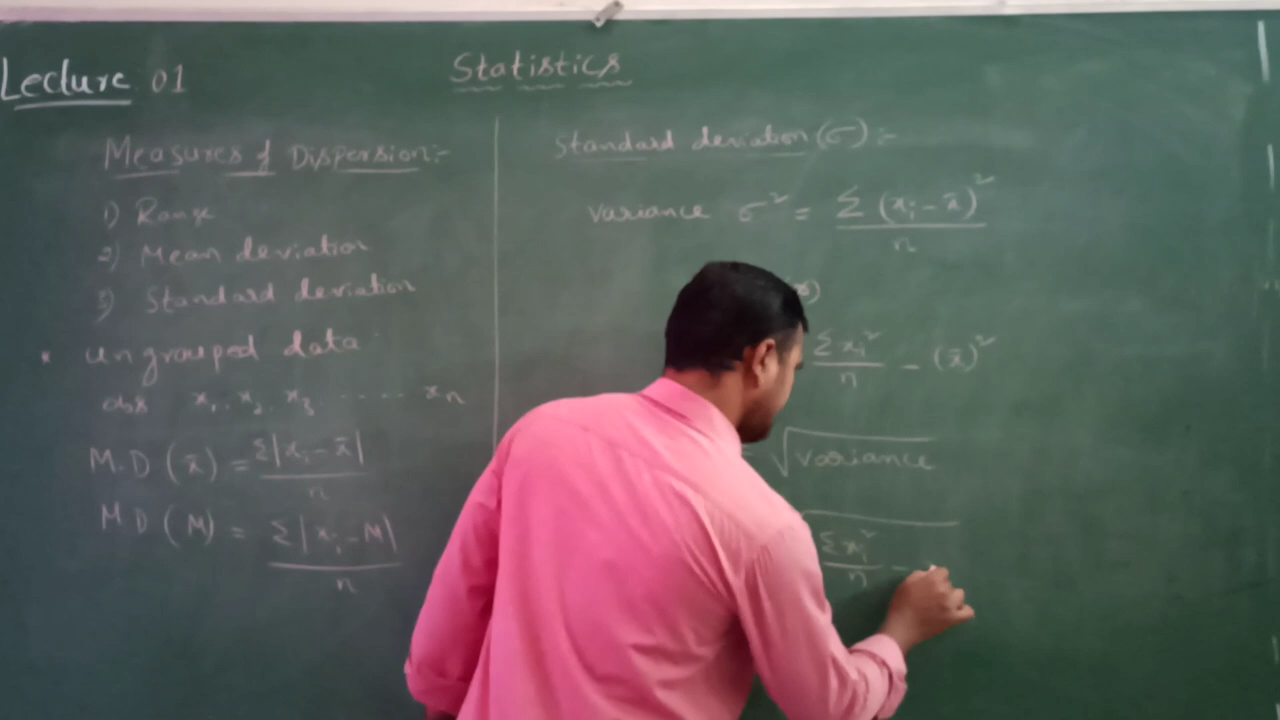 Lecture 01
Statistics
Measures of Dispersion:-
1) Range
2) Mean deviation
3) Standard deviation
* ungrouped data
obs x₁, x₂, x₃, ...... xn
M.D (x̄) = Σ|xi - x̄| / n
M D (M) = Σ|xi - M| / n
Standard deviation (σ) :-
Variance σ² = Σ (xi - x̄)² / n
Σxi² / n - (x̄)²
= √variance
√Σxi² / n -